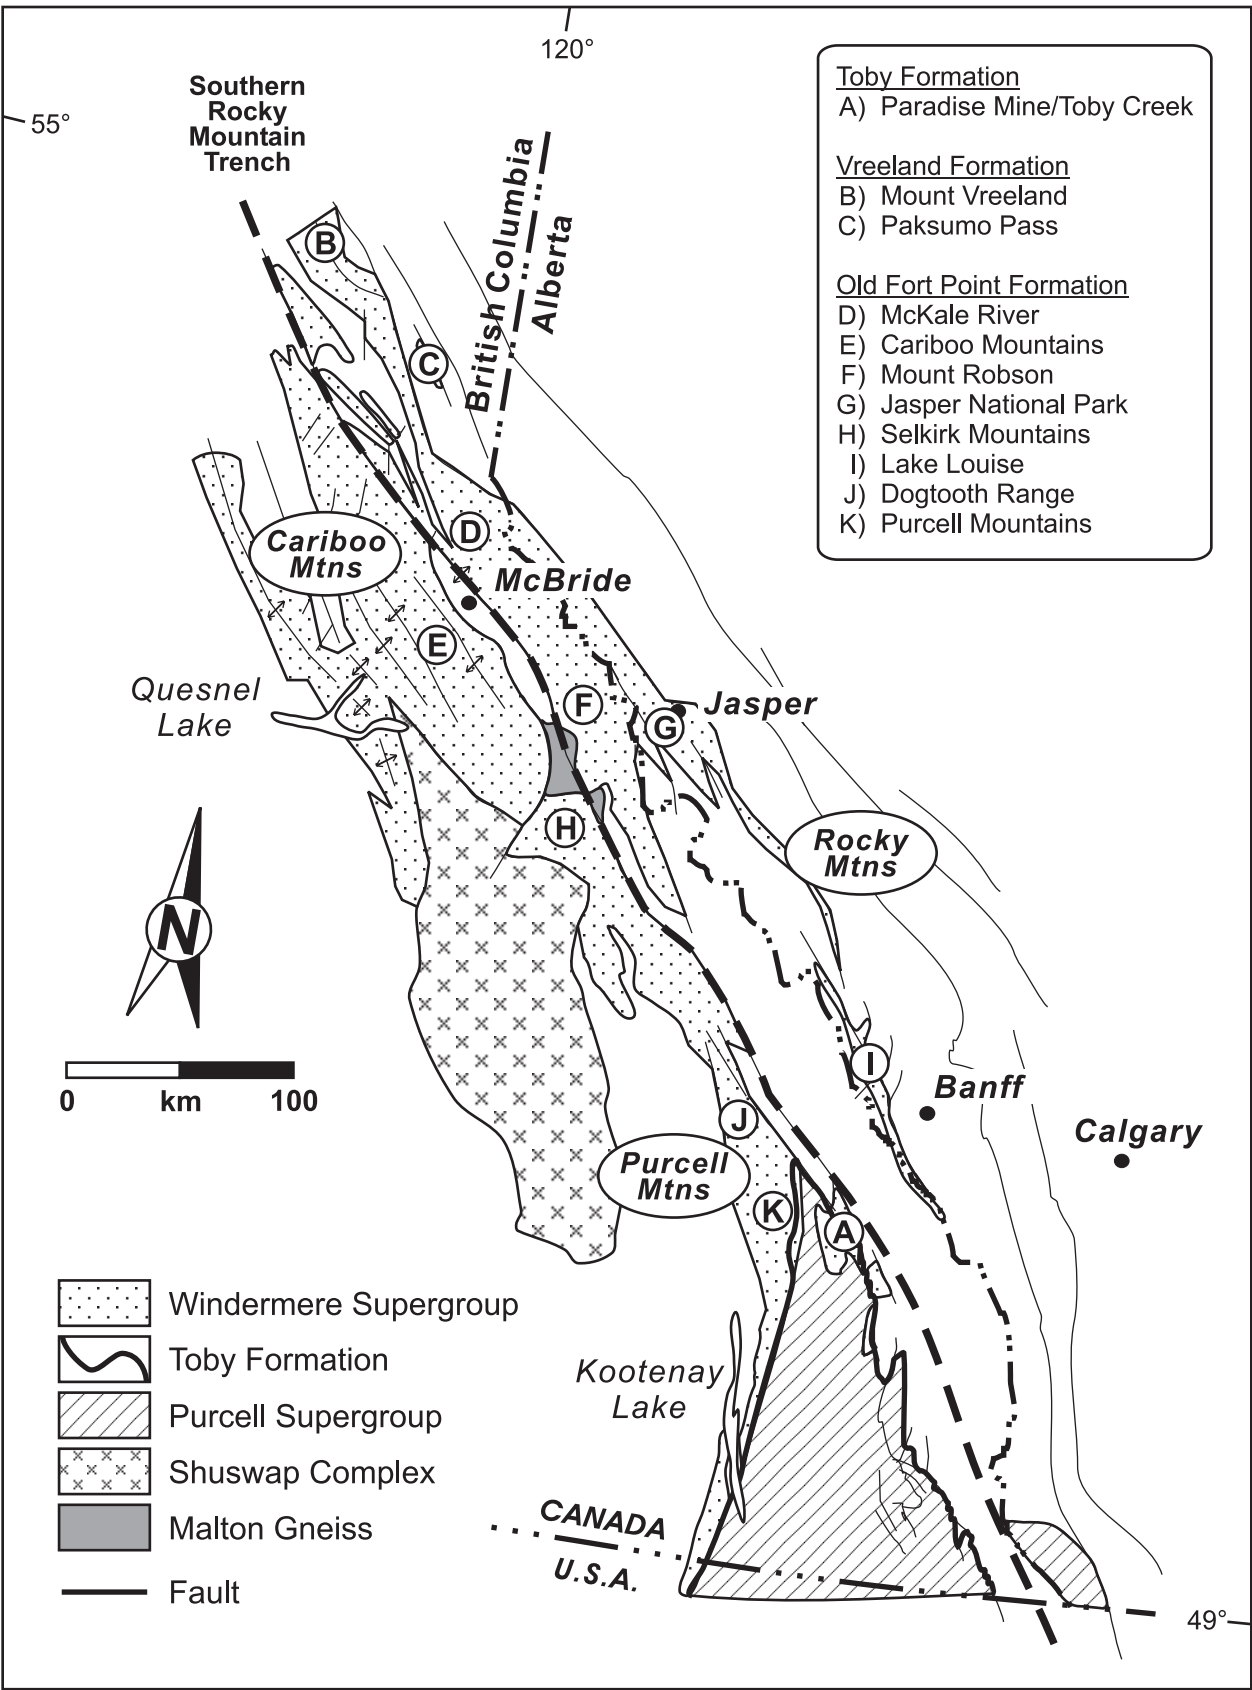 120°
55°
Southern
Rocky
Mountain
Trench
British Columbia
Alberta
Toby Formation
A) Paradise Mine/Toby Creek
Vreeland Formation
B) Mount Vreeland
C) Paksumo Pass
Old Fort Point Formation
D) McKale River
E) Cariboo Mountains
F) Mount Robson
G) Jasper National Park
H) Selkirk Mountains
I) Lake Louise
J) Dogtooth Range
K) Purcell Mountains
B
C
D
Cariboo
Mtns
McBride
E
Quesnel
Lake
F
Jasper
G
H
Rocky
Mtns
N
0 km 100
I
Banff
J
Calgary
Purcell
Mtns
K
A
Windermere Supergroup
Toby Formation
Purcell Supergroup
Shuswap Complex
Malton Gneiss
Fault
Kootenay
Lake
CANADA
U.S.A.
49°